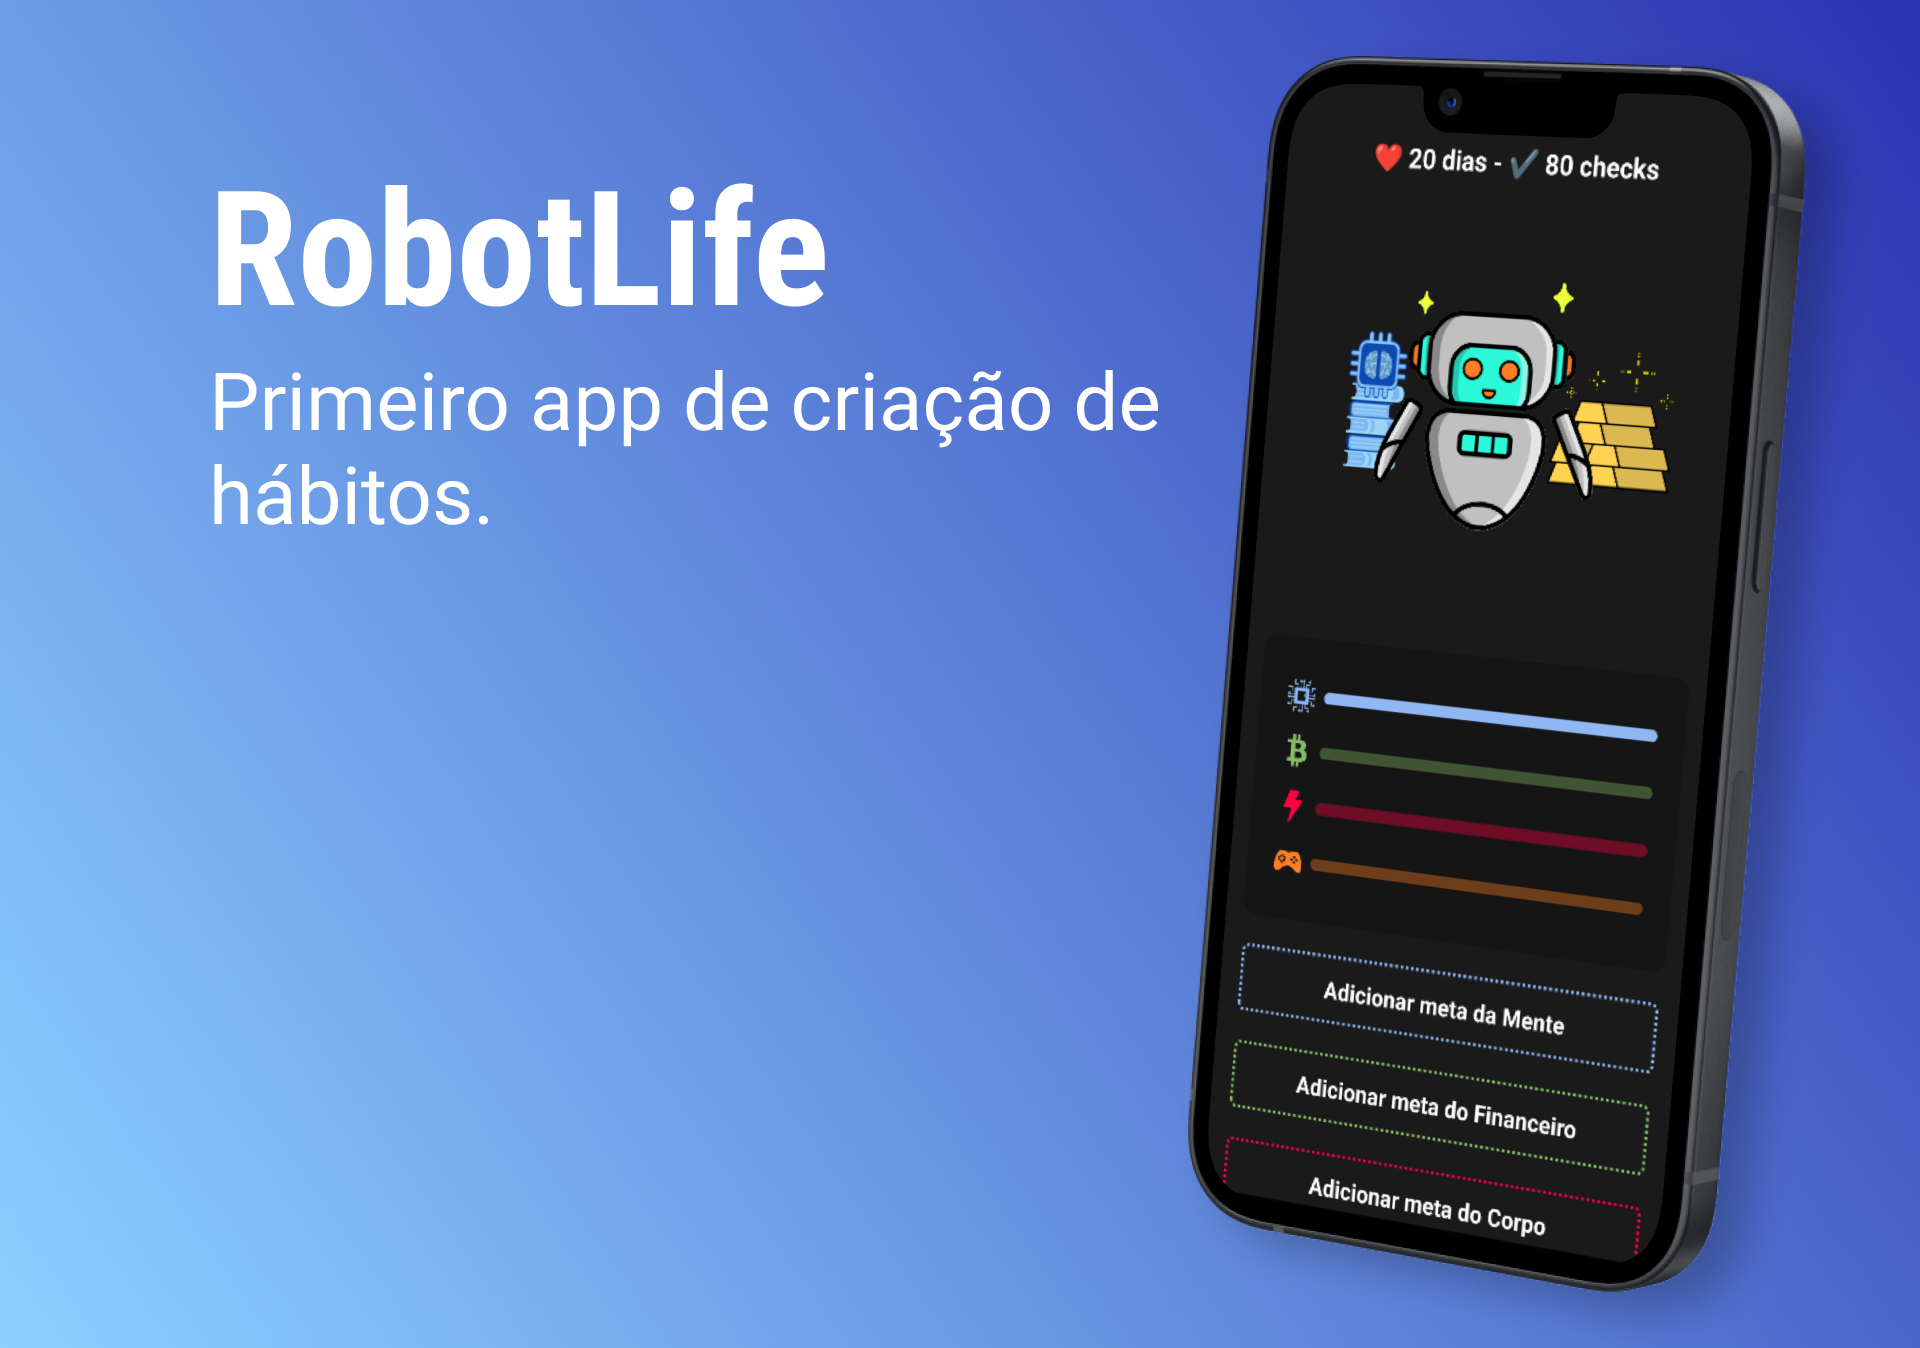 RobotLife
Primeiro app de criação de
hábitos.
❤️ 20 dias - ✔️ 80 checks
Adicionar meta da Mente
Adicionar meta do Financeiro
Adicionar meta do Corpo